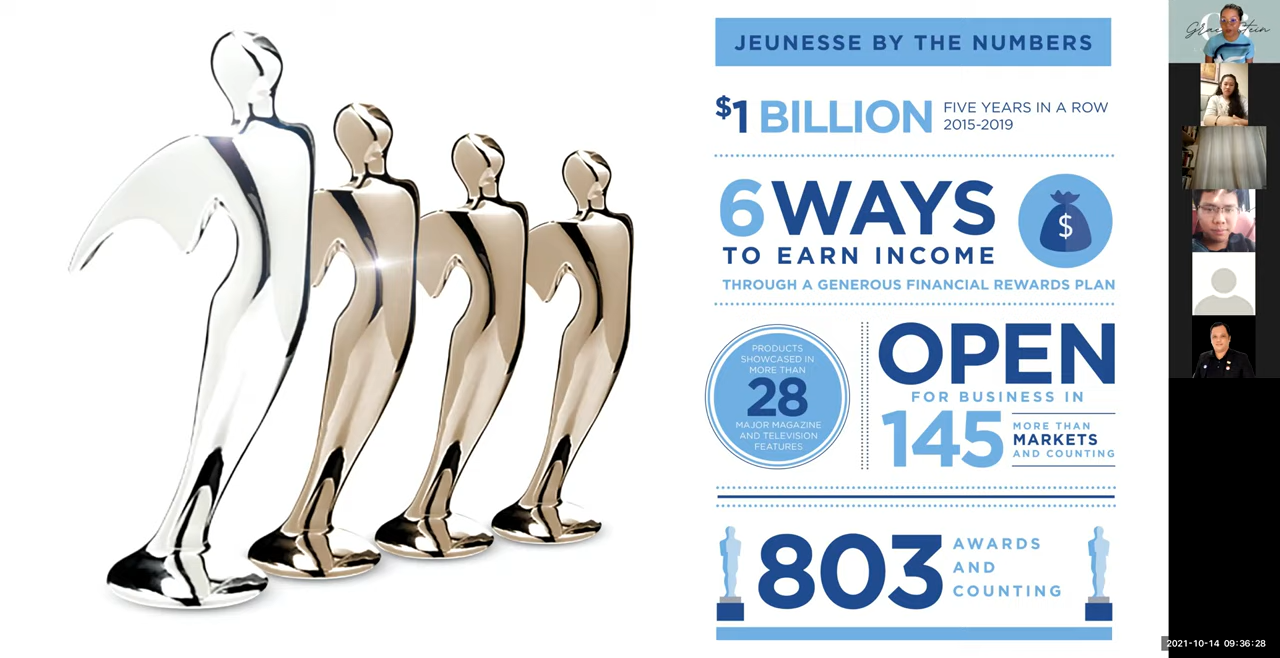 JEUNESSE BY THE NUMBERS
$1 BILLION
FIVE YEARS IN A ROW
2015-2019
6 WAYS
TO EARN INCOME
$
THROUGH A GENEROUS FINANCIAL REWARDS PLAN
PRODUCTS
SHOWCASED IN
MORE THAN
28
MAJOR MAGAZINE
AND TELEVISION
FEATURES
OPEN
FOR BUSINESS IN
145
MORE THAN
MARKETS
AND COUNTING
803
AWARDS
AND
COUNTING
2021-10-14 09:36:28